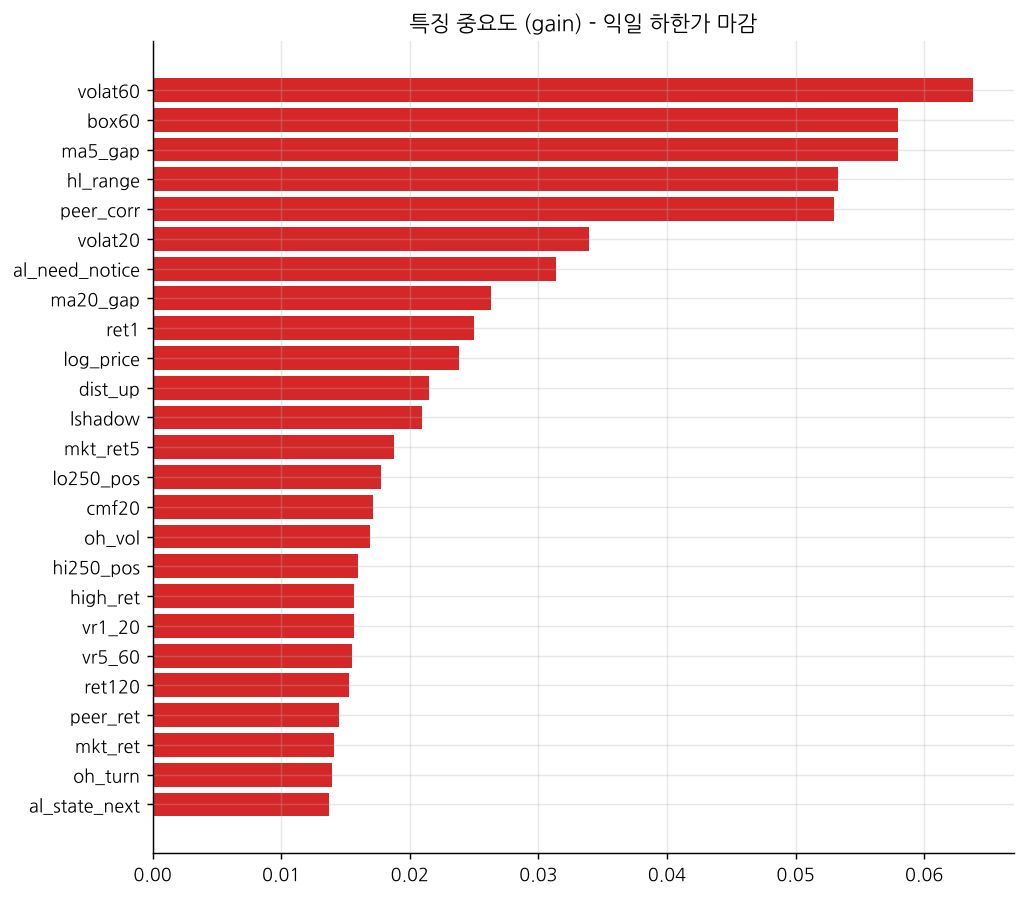 특징 중요도 (gain) - 익일 하한가 마감
volat60
box60
ma5_gap
hl_range
peer_corr
volat20
al_need_notice
ma20_gap
ret1
log_price
dist_up
lshadow
mkt_ret5
lo250_pos
cmf20
oh_vol
hi250_pos
high_ret
vr1_20
vr5_60
ret120
peer_ret
mkt_ret
oh_turn
al_state_next
0.00 0.01 0.02 0.03 0.04 0.05 0.06